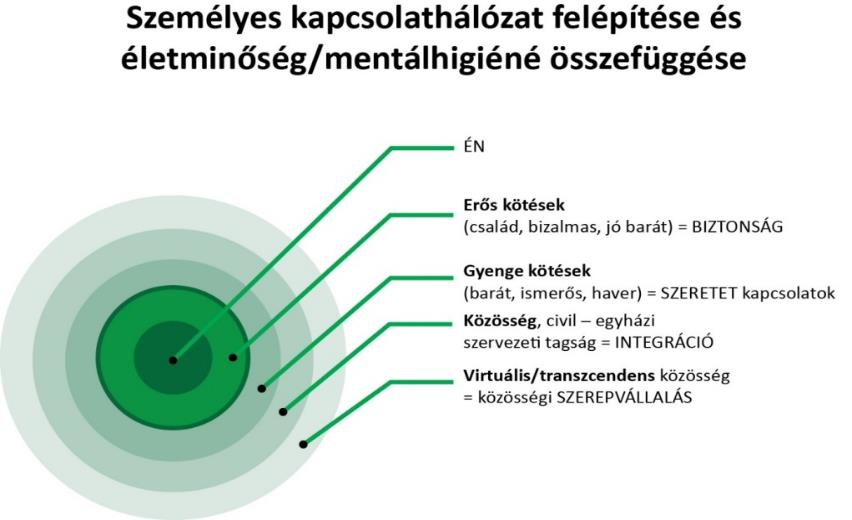 Személyes kapcsolathálózat felépítése és
életminőség/mentálhigiéné összefüggése
ÉN
Erős kötések
(család, bizalmas, jó barát) = BIZTONSÁG
Gyenge kötések
(barát, ismerős, haver) = SZERETET kapcsolatok
Közösség, civil – egyházi
szervezeti tagság = INTEGRÁCIÓ
Virtuális/transzcendens közösség
= közösségi SZEREPVÁLLALÁS